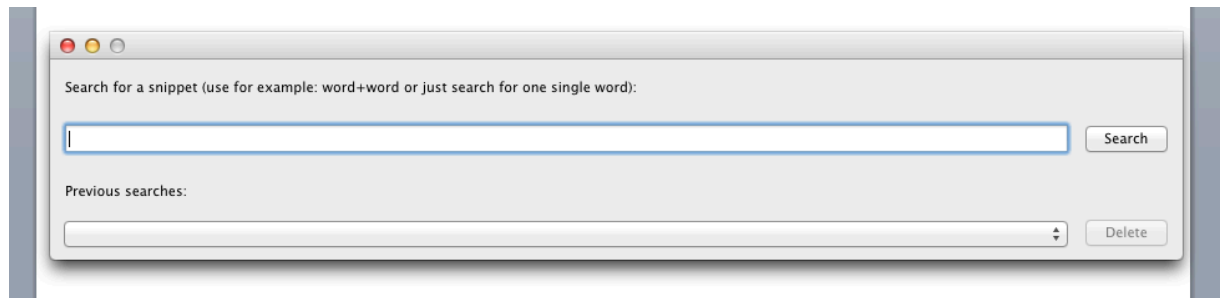 Search for a snippet (use for example: word+word or just search for one single word):
Search
Previous searches:
Delete